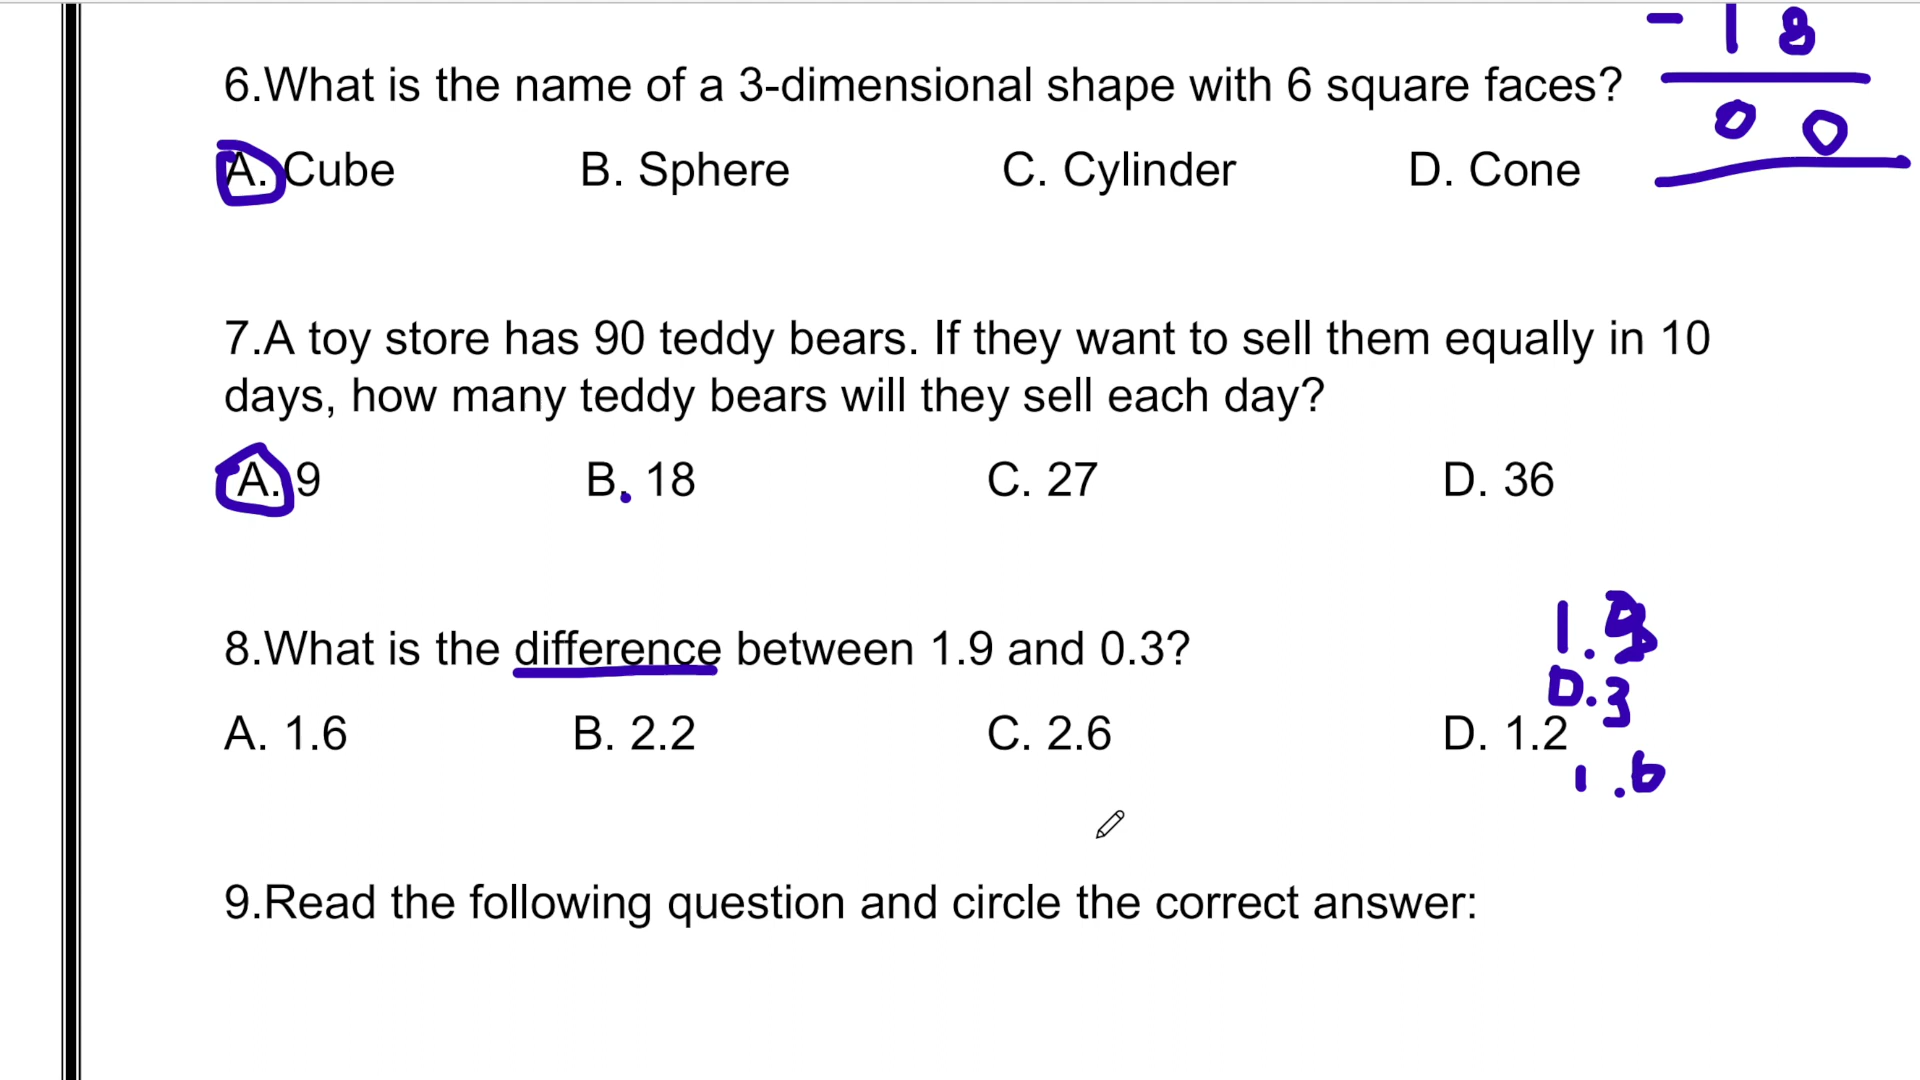 - 1 8
6.What is the name of a 3-dimensional shape with 6 square faces?
0 0
A. Cube B. Sphere C. Cylinder D. Cone
7.A toy store has 90 teddy bears. If they want to sell them equally in 10
days, how many teddy bears will they sell each day?
A. 9 B. 18 C. 27 D. 36
8.What is the difference between 1.9 and 0.3?
0.3
A. 1.6 B. 2.2 C. 2.6 D. 1.2
1.6
9.Read the following question and circle the correct answer: